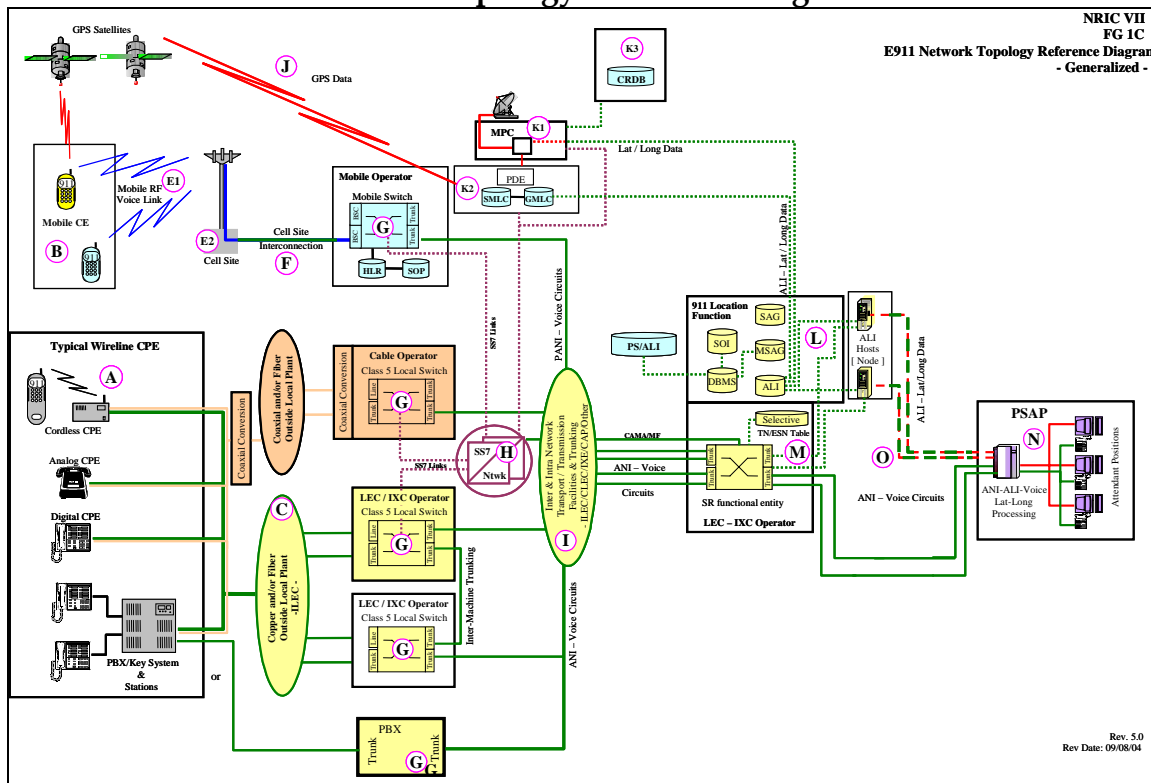 NRIC VII
FG 1C
E911 Network Topology Reference Diagram
- Generalized -
GPS Satellites
J
GPS Data
K3
CRDB
MPC
K1
Lat / Long Data
K2
PDE
SMLC
GMLC
911
Mobile CE
B
Mobile RF
Voice Link
E1
E2
Cell Site
Cell Site
Interconnection
F
Mobile Operator
Mobile Switch
BSC
BSC
Trunk
Trunk
G
HLR
SOP
SS7 Links
PANI – Voice Circuits
ALI – Lat / Long Data
911 Location
Function
SAG
SOI
MSAG
PS/ALI
DBMS
ALI
L
ALI
Hosts
[ Node ]
ALI – Lat/Long Data
Typical Wireline CPE
911
A
Cordless CPE
Analog CPE
Digital CPE
PBX/Key System
&
Stations
or
Coaxial Conversion
Coaxial and/or Fiber
Outside Local Plant
Coaxial Conversion
Cable Operator
Class 5 Local Switch
Trunk
Line
Trunk
Trunk
G
SS7 Links
SS7
H
Ntwk
C
Copper and/or Fiber
Outside Local Plant
-ILEC -
LEC / IXC Operator
Class 5 Local Switch
Trunk
Line
Trunk
Trunk
G
Inter-Machine Trunking
LEC / IXC Operator
Class 5 Local Switch
Trunk
Line
Trunk
Trunk
G
Inter & Intra Network
Transport / Transmission
Facilities & Trunking
- ILEC/CLEC/IXE/CAP/Other
I
ANI – Voice Circuits
PBX
Trunk
Trunk
G
G
CAMA/MF
ANI – Voice
Circuits
Selective
TN/ESN Table
Trunk
Trunk
Trunk
Trunk
M
SR functional entity
LEC – IXC Operator
O
ANI – Voice Circuits
PSAP
N
ANI-ALI-Voice
Lat-Long
Processing
Attendant Positions
Rev. 5.0
Rev Date: 09/08/04